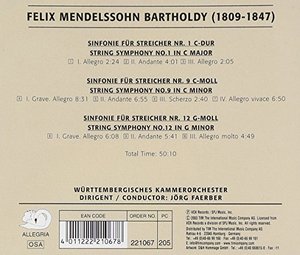 FELIX MENDELSSOHN BARTHOLDY (1809-1847)
SINFONIE FÜR STREICHER NR. 1 C-DUR
STRING SYMPHONY NO.1 IN C MAJOR
I. Allegro 2:24 II. Andante 4:01 III. Allegro 2:05
SINFONIE FÜR STREICHER NR. 9 C-MOLL
STRING SYMPHONY NO.9 IN C MINOR
I. Grave. Allegro 8:31 II. Andante 6:55 III. Scherzo 2:40 IV. Allegro vivace 6:50
SINFONIE FÜR STREICHER NR. 12 G-MOLL
STRING SYMPHONY NO.12 IN G MINOR
I. Grave. Allegro 6:08 II. Andante 5:41 III. Allegro molto 4:49
Total Time: 50:10
WÜRTTEMBERGISCHES KAMMERORCHESTER
DIRIGENT / CONDUCTOR: JÖRG FAERBER
ALLEGRIA
OSA
EAN CODE
ORDER NO
PC
4 011222 210678
221067
205